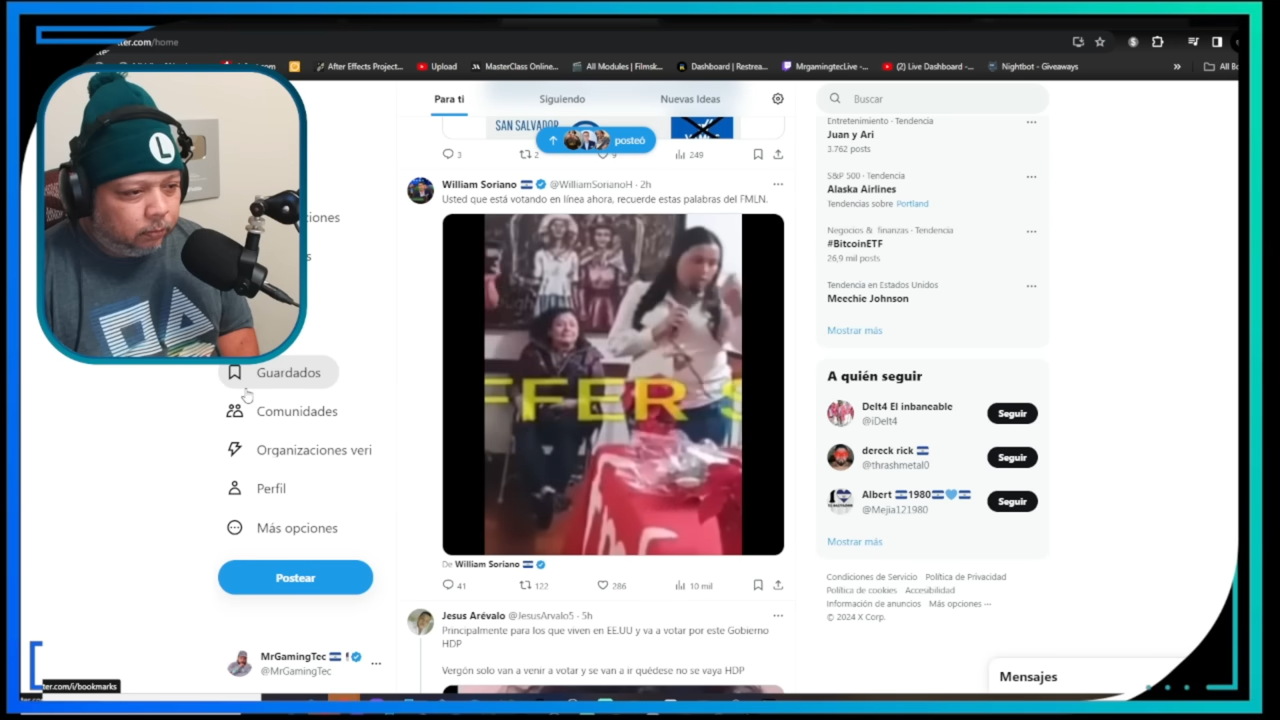 ter.com/home
After Effects Project...
Upload
MasterClass Online...
All Modules | Filmsk...
Dashboard | Restrea...
MrgamingtecLive -...
(2) Live Dashboard -...
Nightbot - Giveaways
»
All B
L
Para ti
Siguiendo
Nuevas Ideas
SAN SALVADOR
posteó
3
2
9
249
William Soriano @WilliamSorianoH · 2h
Usted que está votando en línea ahora, recuerde estas palabras del FMLN.
FFER S
De William Soriano
41
122
286
10 mil
Jesus Arévalo @JesusArvalo5 · 5h
Principalmente para los que viven en EE.UU y va a votar por este Gobierno
HDP
Vergón solo van a venir a votar y se van a ir quédese no se vaya HDP
ciones
s
Guardados
Comunidades
Organizaciones veri
Perfil
Más opciones
Postear
MrGamingTec
@MrGamingTec
ter.com/i/bookmarks
Buscar
Entretenimiento · Tendencia
Juan y Ari
3.762 posts
S&P 500 · Tendencia
Alaska Airlines
Tendencias sobre Portland
Negocios & finanzas · Tendencia
#BitcoinETF
26,9 mil posts
Tendencia en Estados Unidos
Meechie Johnson
Mostrar más
A quién seguir
Delt4 El inbaneable
@iDelt4
Seguir
dereck rick
@thrashmetal0
Seguir
Albert 1980
@Mejia121980
Seguir
Mostrar más
Condiciones de Servicio Política de Privacidad
Política de cookies Accesibilidad
Información de anuncios Más opciones ···
© 2024 X Corp.
Mensajes